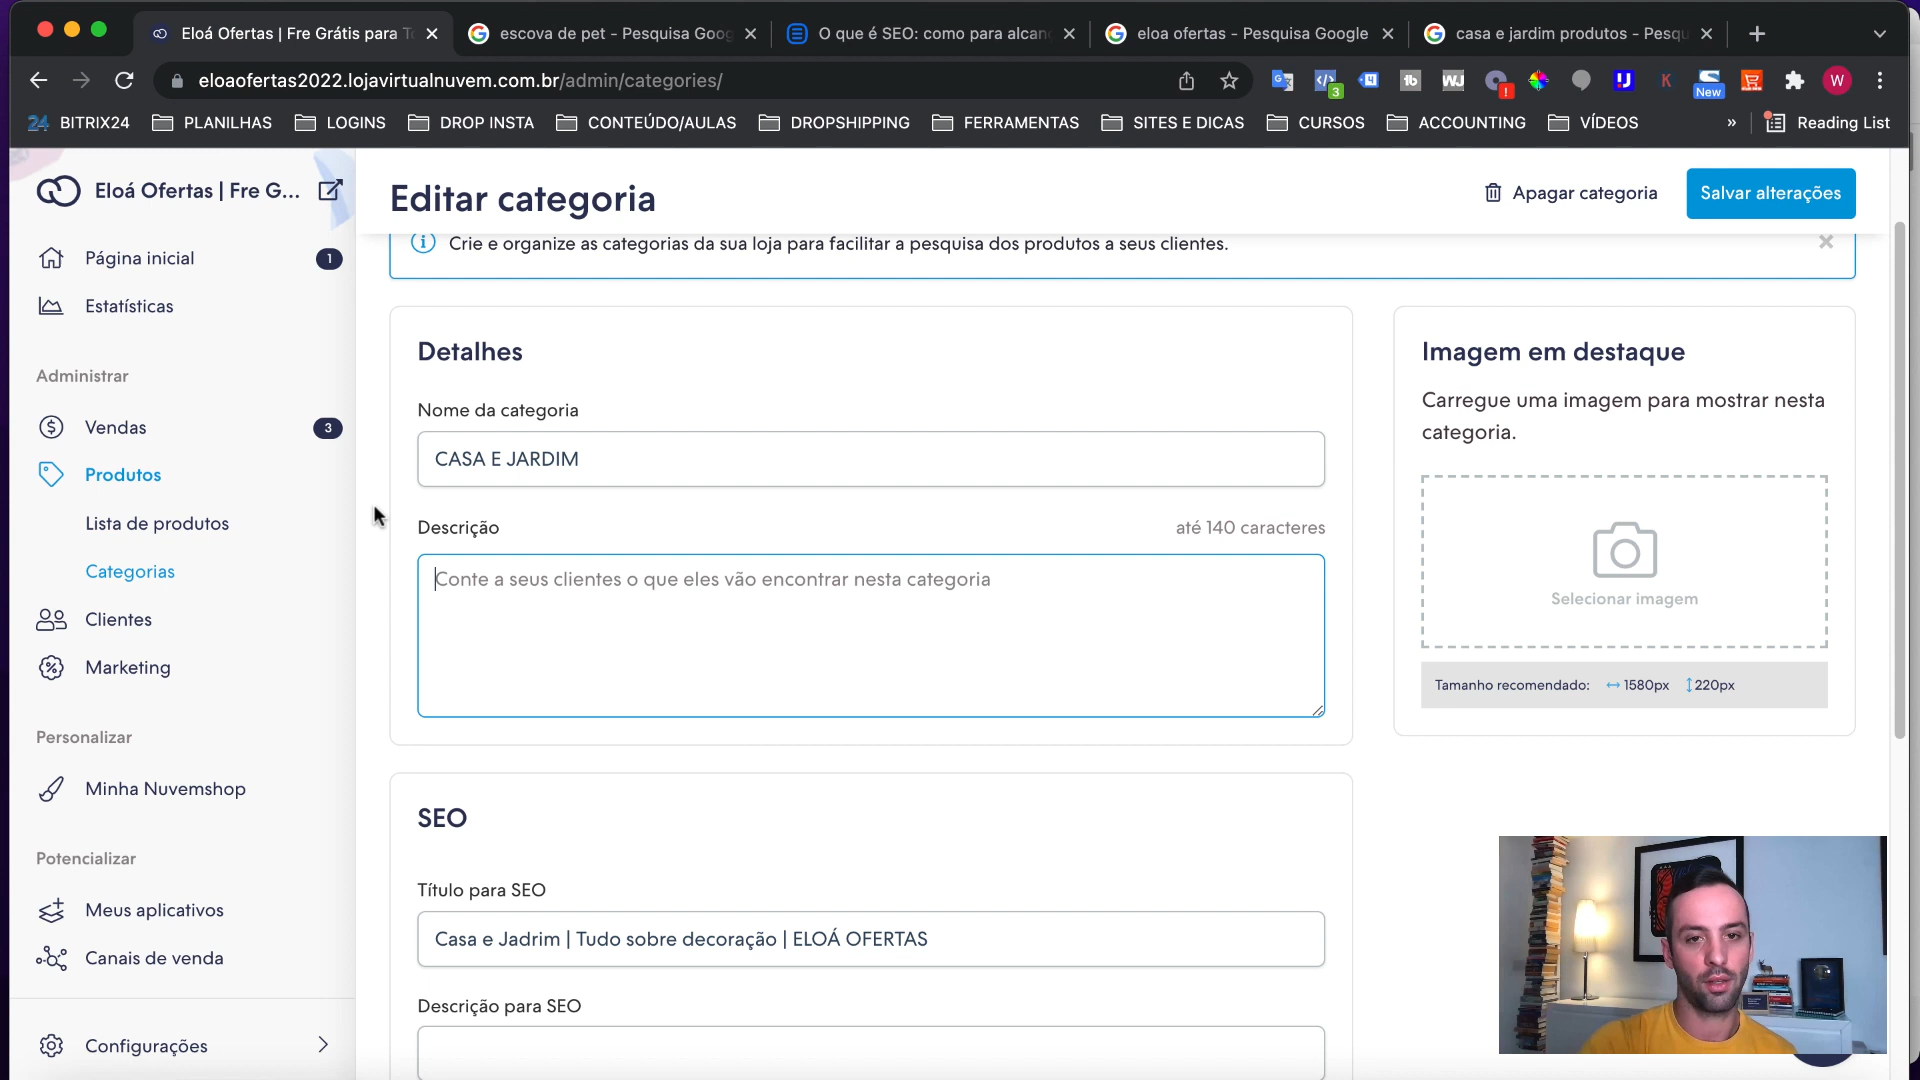 Eloá Ofertas | Fre Grátis para T
escova de pet - Pesquisa Goog
O que é SEO: como para alcan
eloa ofertas - Pesquisa Google
casa e jardim produtos - Pesqu
eloaofertas2022.lojavirtualnuvem.com.br/admin/categories/
3
New
W
24 BITRIX24
PLANILHAS
LOGINS
DROP INSTA
CONTEÚDO/AULAS
DROPSHIPPING
FERRAMENTAS
SITES E DICAS
CURSOS
ACCOUNTING
VÍDEOS
»
Reading List
Eloá Ofertas | Fre G...
Página inicial 1
Estatísticas
Administrar
Vendas 3
Produtos
Lista de produtos
Categorias
Clientes
Marketing
Personalizar
Minha Nuvemshop
Potencializar
Meus aplicativos
Canais de venda
Configurações
Editar categoria
Apagar categoria
Salvar alterações
Crie e organize as categorias da sua loja para facilitar a pesquisa dos produtos a seus clientes.
Detalhes
Nome da categoria
CASA E JARDIM
Descrição
até 140 caracteres
Conte a seus clientes o que eles vão encontrar nesta categoria
Imagem em destaque
Carregue uma imagem para mostrar nesta
categoria.
Selecionar imagem
Tamanho recomendado: 1580px 220px
SEO
Título para SEO
Casa e Jadrim | Tudo sobre decoração | ELOÁ OFERTAS
Descrição para SEO